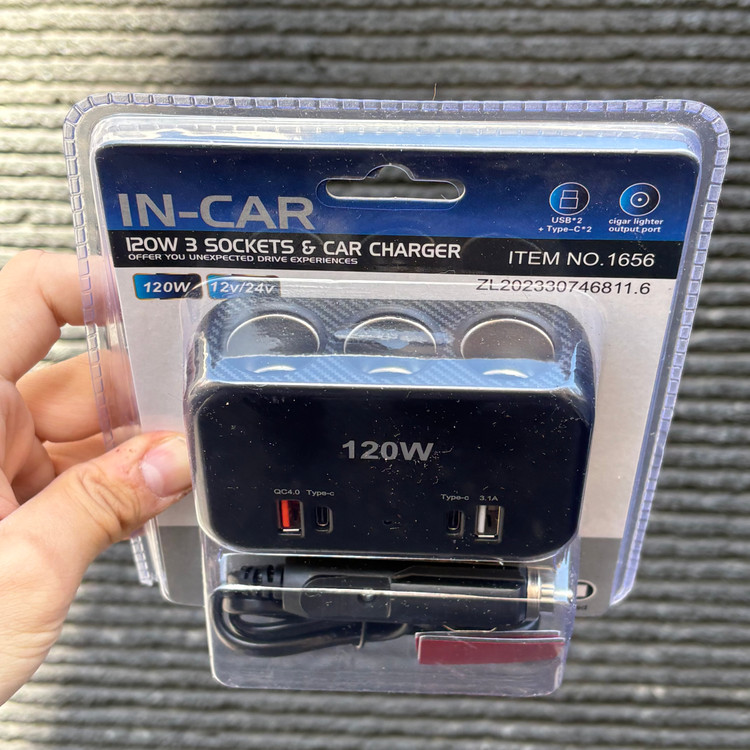 IN-CAR
USB*2
+ Type-C*2
cigar lighter
output port
120W 3 SOCKETS & CAR CHARGER
OFFER YOU UNEXPECTED DRIVE EXPERIENCES
ITEM NO.1656
120W
12v/24v
ZL202330746811.6
120W
QC4.0
Type-c
Type-c
3.1A